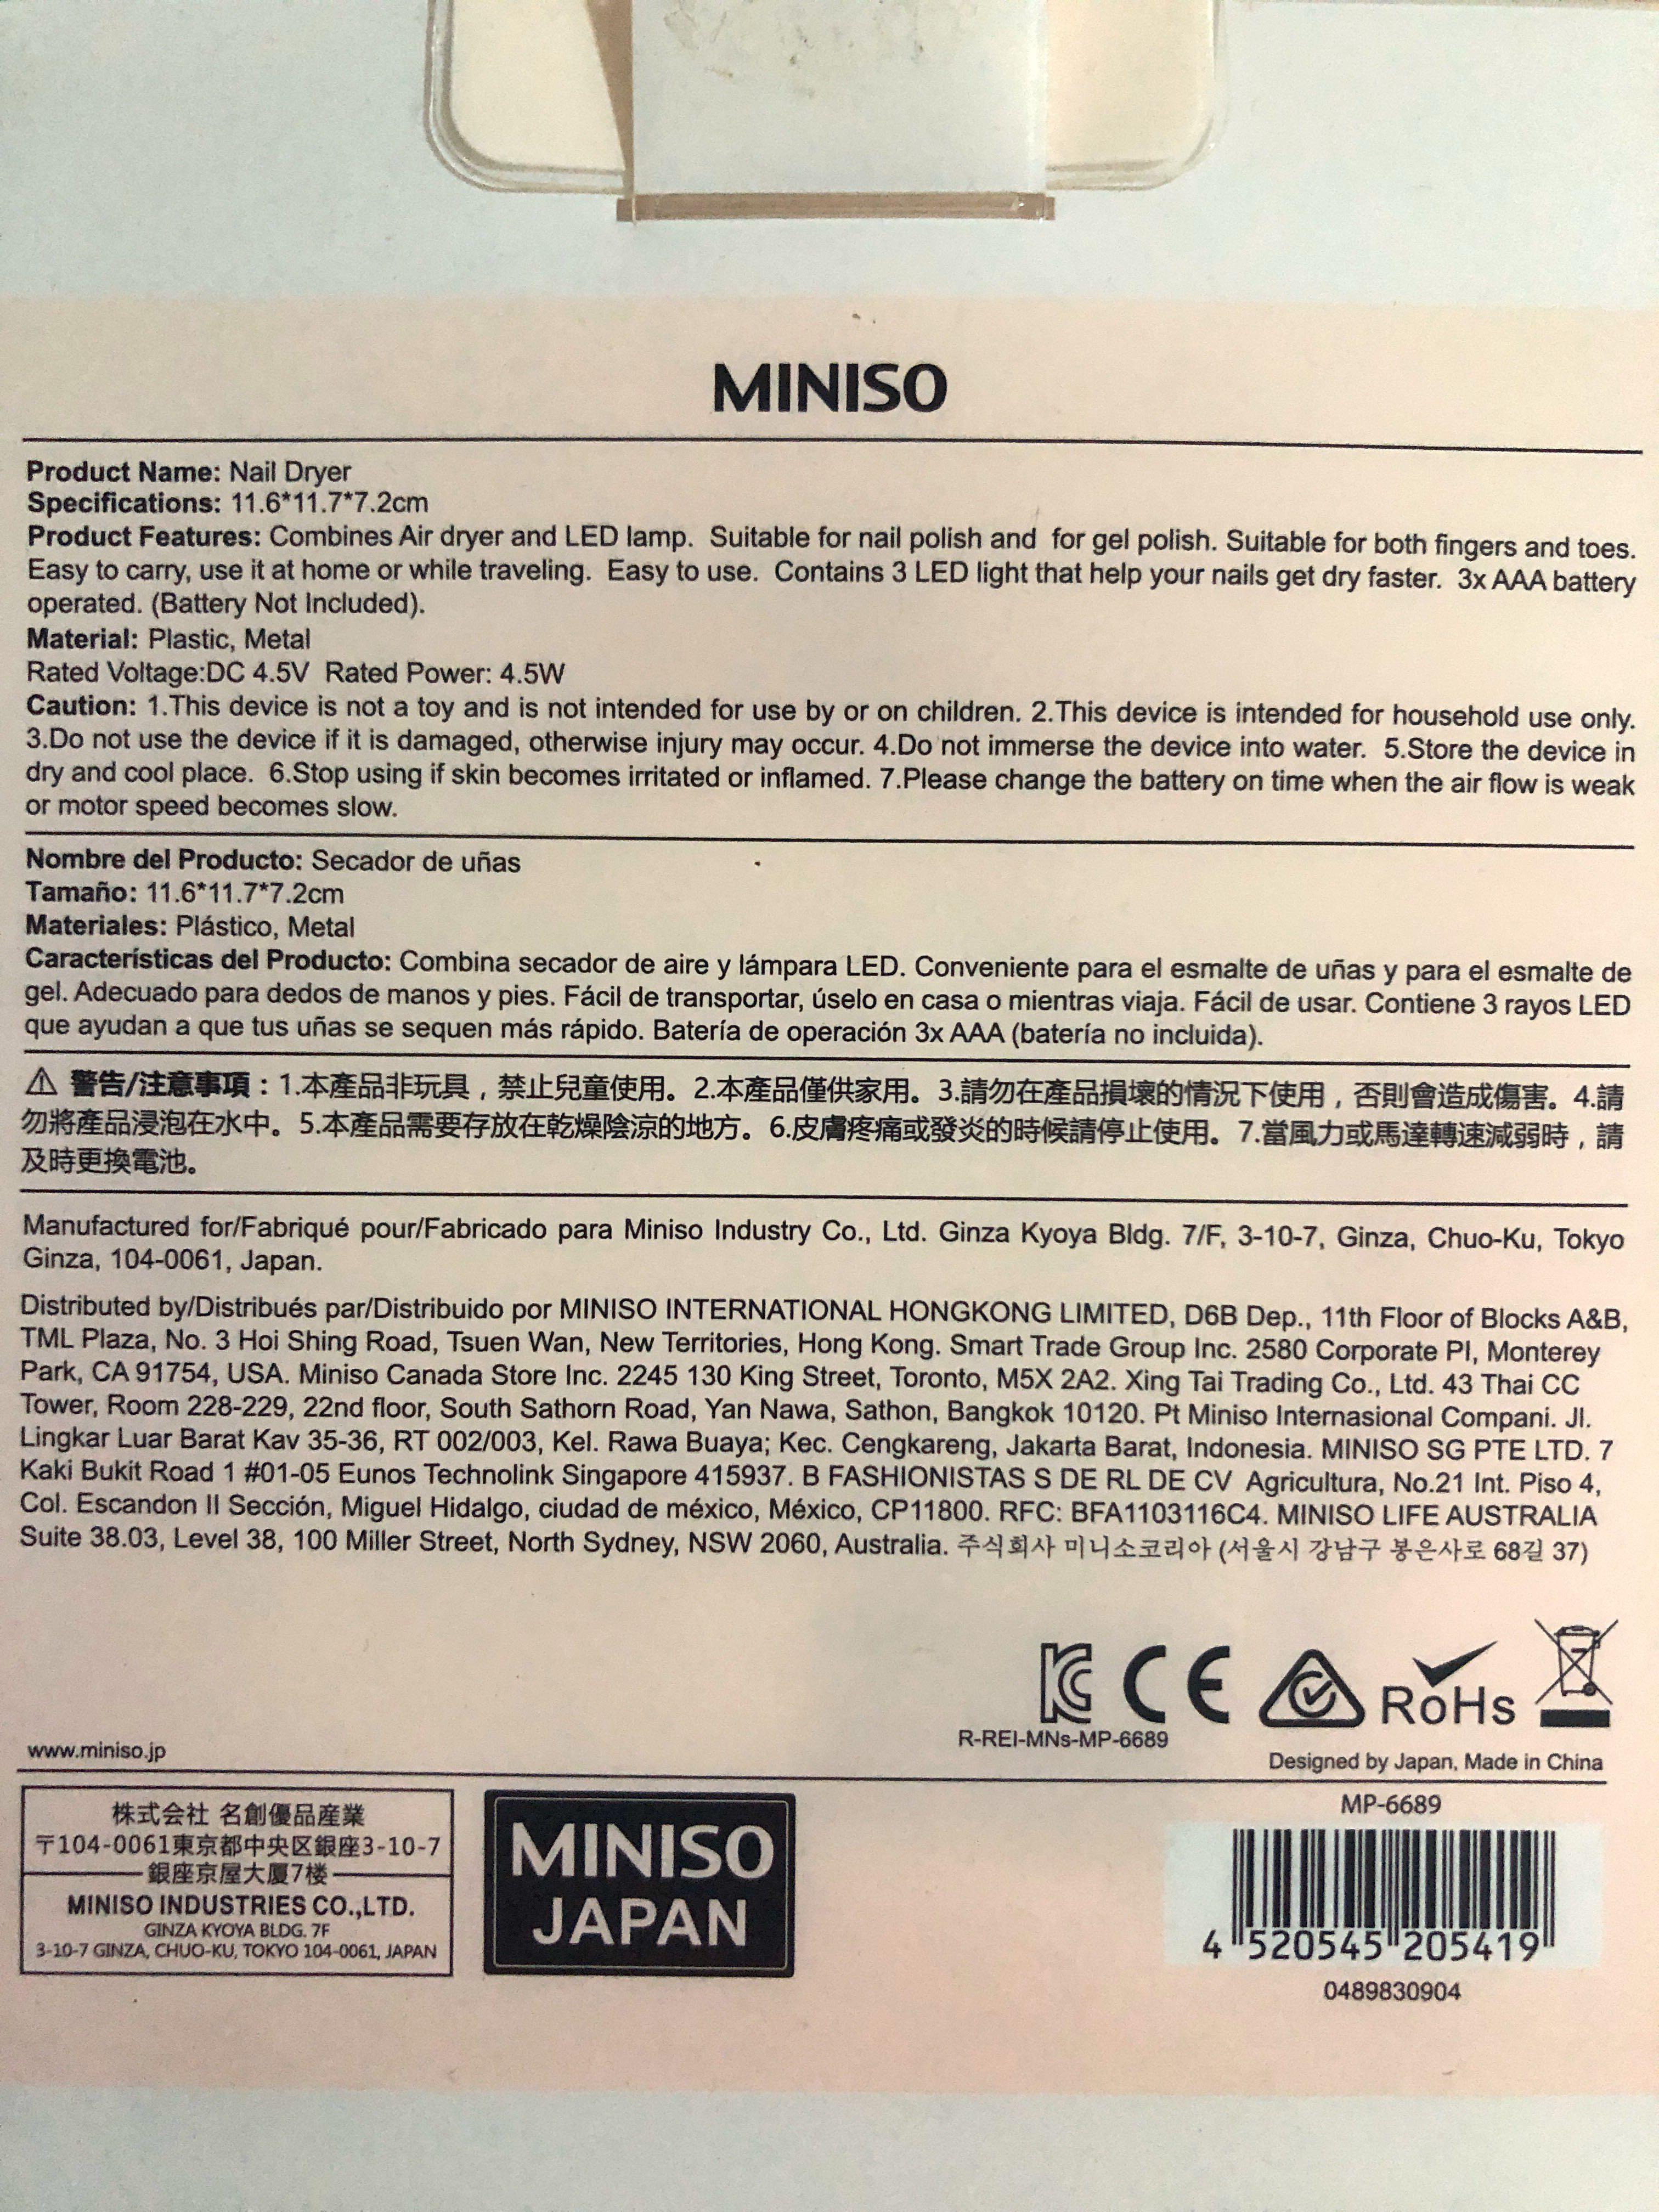 MINISO
Product Name: Nail Dryer
Specifications: 11.6*11.7*7.2cm
Product Features: Combines Air dryer and LED lamp. Suitable for nail polish and for gel polish. Suitable for both fingers and toes.
Easy to carry, use it at home or while traveling. Easy to use. Contains 3 LED light that help your nails get dry faster. 3x AAA battery
operated. (Battery Not Included).
Material: Plastic, Metal
Rated Voltage:DC 4.5V Rated Power: 4.5W
Caution: 1.This device is not a toy and is not intended for use by or on children. 2.This device is intended for household use only.
3.Do not use the device if it is damaged, otherwise injury may occur. 4.Do not immerse the device into water. 5.Store the device in
dry and cool place. 6.Stop using if skin becomes irritated or inflamed. 7.Please change the battery on time when the air flow is weak
or motor speed becomes slow.
Nombre del Producto: Secador de uñas
Tamaño: 11.6*11.7*7.2cm
Materiales: Plástico, Metal
Características del Producto: Combina secador de aire y lámpara LED. Conveniente para el esmalte de uñas y para el esmalte de
gel. Adecuado para dedos de manos y pies. Fácil de transportar, úselo en casa o mientras viaja. Fácil de usar. Contiene 3 rayos LED
que ayudan a que tus uñas se sequen más rápido. Batería de operación 3x AAA (batería no incluida).
⚠ 警告/注意事項：1.本產品非玩具，禁止兒童使用。2.本產品僅供家用。3.請勿在產品損壞的情況下使用，否則會造成傷害。4.請
勿將產品浸泡在水中。5.本產品需要存放在乾燥陰涼的地方。6.皮膚疼痛或發炎的時候請停止使用。7.當風力或馬達轉速減弱時，請
及時更換電池。
Manufactured for/Fabriqué pour/Fabricado para Miniso Industry Co., Ltd. Ginza Kyoya Bldg. 7/F, 3-10-7, Ginza, Chuo-Ku, Tokyo
Ginza, 104-0061, Japan.
Distributed by/Distribués par/Distribuido por MINISO INTERNATIONAL HONGKONG LIMITED, D6B Dep., 11th Floor of Blocks A&B,
TML Plaza, No. 3 Hoi Shing Road, Tsuen Wan, New Territories, Hong Kong. Smart Trade Group Inc. 2580 Corporate PI, Monterey
Park, CA 91754, USA. Miniso Canada Store Inc. 2245 130 King Street, Toronto, M5X 2A2. Xing Tai Trading Co., Ltd. 43 Thai CC
Tower, Room 228-229, 22nd floor, South Sathorn Road, Yan Nawa, Sathon, Bangkok 10120. Pt Miniso Internasional Compani. Jl.
Lingkar Luar Barat Kav 35-36, RT 002/003, Kel. Rawa Buaya; Kec. Cengkareng, Jakarta Barat, Indonesia. MINISO SG PTE LTD. 7
Kaki Bukit Road 1 #01-05 Eunos Technolink Singapore 415937. B FASHIONISTAS S DE RL DE CV Agricultura, No.21 Int. Piso 4,
Col. Escandon II Sección, Miguel Hidalgo, ciudad de méxico, México, CP11800. RFC: BFA1103116C4. MINISO LIFE AUSTRALIA
Suite 38.03, Level 38, 100 Miller Street, North Sydney, NSW 2060, Australia. 주식회사 미니소코리아 (서울시 강남구 봉은사로 68길 37)
KC CE RoHS
R-REI-MNs-MP-6689
www.miniso.jp
Designed by Japan, Made in China
株式会社 名創優品産業
〒104-0061東京都中央区銀座3-10-7
銀座京屋大厦7楼
MINISO INDUSTRIES CO.,LTD.
GINZA KYOYA BLDG. 7F
3-10-7 GINZA, CHUO-KU, TOKYO 104-0061, JAPAN
MINISO
JAPAN
MP-6689
4 520545 205419
0489830904